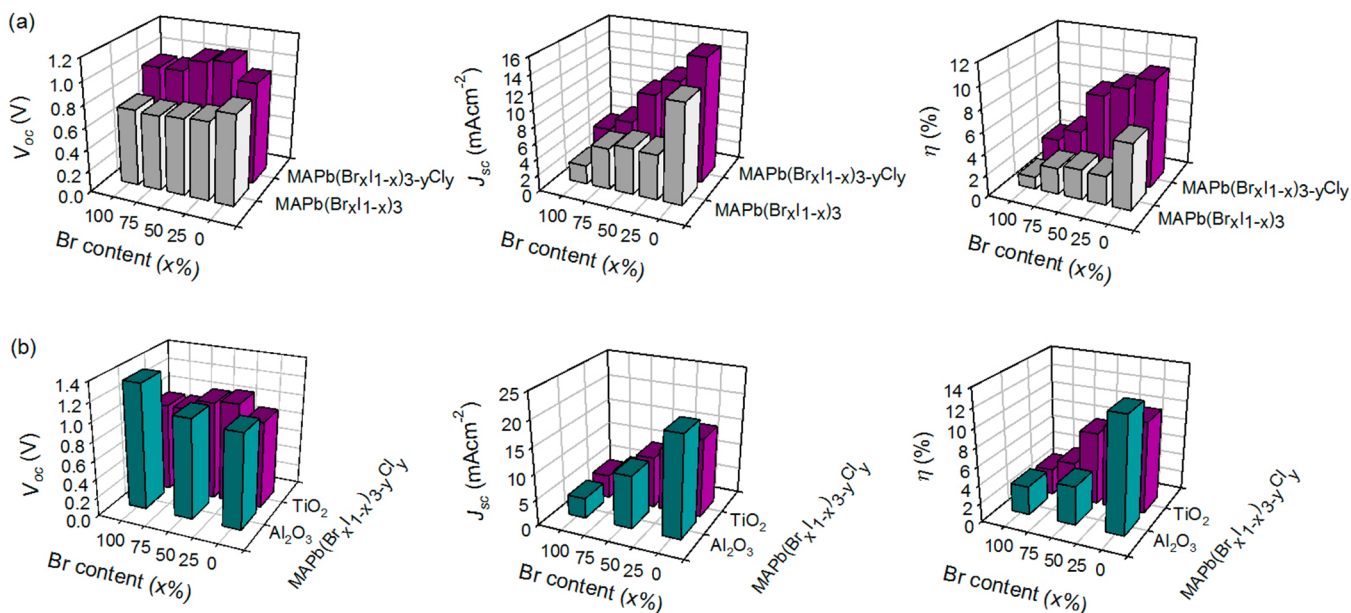 (a)
1.2
1.0
0.8
0.6
0.4
0.2
0.0
Voc (V)
100
75
50
25
0
Br content (x%)
MAPb(BrxI1-x)3-yCly
MAPb(BrxI1-x)3
16
14
12
10
8
6
4
2
0
Jsc (mAcm-2)
100
75
50
25
0
Br content (x%)
MAPb(BrxI1-x)3-yCly
MAPb(BrxI1-x)3
12
10
8
6
4
2
0
η (%)
100
75
50
25
0
Br content (x%)
MAPb(BrxI1-x)3-yCly
MAPb(BrxI1-x)3
(b)
1.4
1.2
1.0
0.8
0.6
0.4
0.2
0.0
Voc (V)
100
75
50
25
0
Br content (x%)
TiO2
Al2O3
MAPb(BrxI1-x)3-yCly
25
20
15
10
5
0
Jsc (mAcm-2)
100
75
50
25
0
Br content (x%)
TiO2
Al2O3
MAPb(BrxI1-x)3-yCly
14
12
10
8
6
4
2
0
η (%)
100
75
50
25
0
Br content (x%)
TiO2
Al2O3
MAPb(BrxI1-x)3-yCly